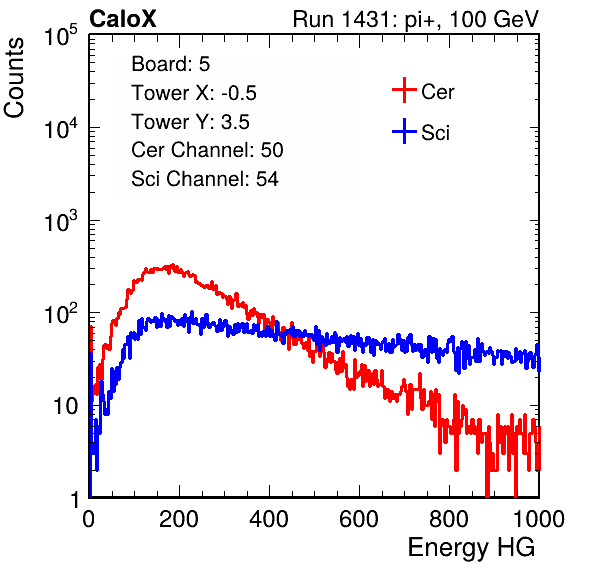 CaloX Run 1431: pi+, 100 GeV
Counts
10^5
10^4
10^3
10^2
10
1
Board: 5
Tower X: -0.5
Tower Y: 3.5
Cer Channel: 50
Sci Channel: 54
Cer
Sci
0 200 400 600 800 1000
Energy HG